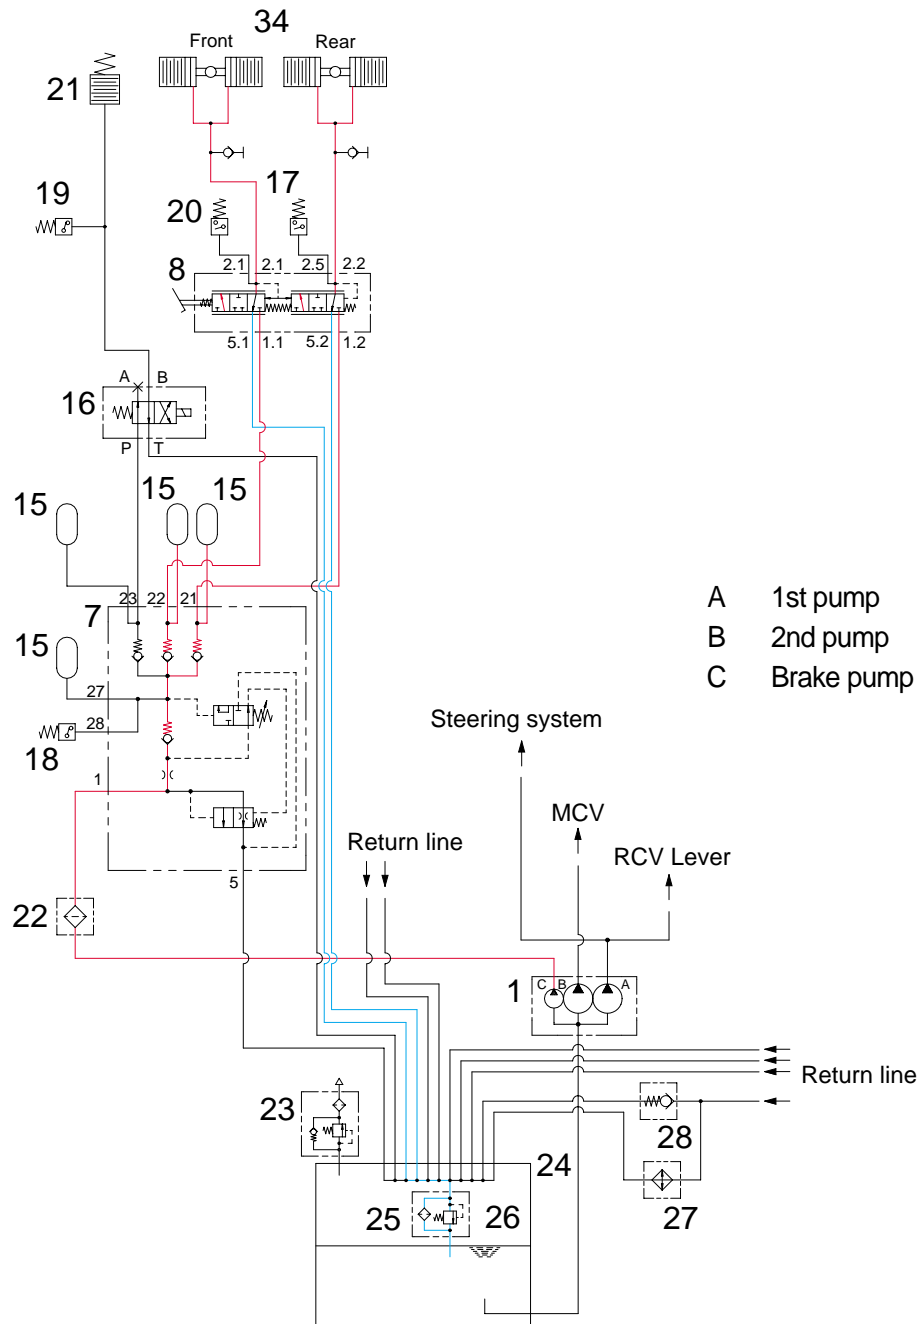 34
Front Rear
21
19
20 17
2.1 2.1 2.5 2.2
8
5.1 1.1 5.2 1.2
A B
16
P T
15 15 15
23 22 21
7
15
27
28
18
1
5
22
A 1st pump
B 2nd pump
C Brake pump
Steering system
MCV
RCV Lever
Return line
1
C B A
Return line
23
28
24
27
25 26